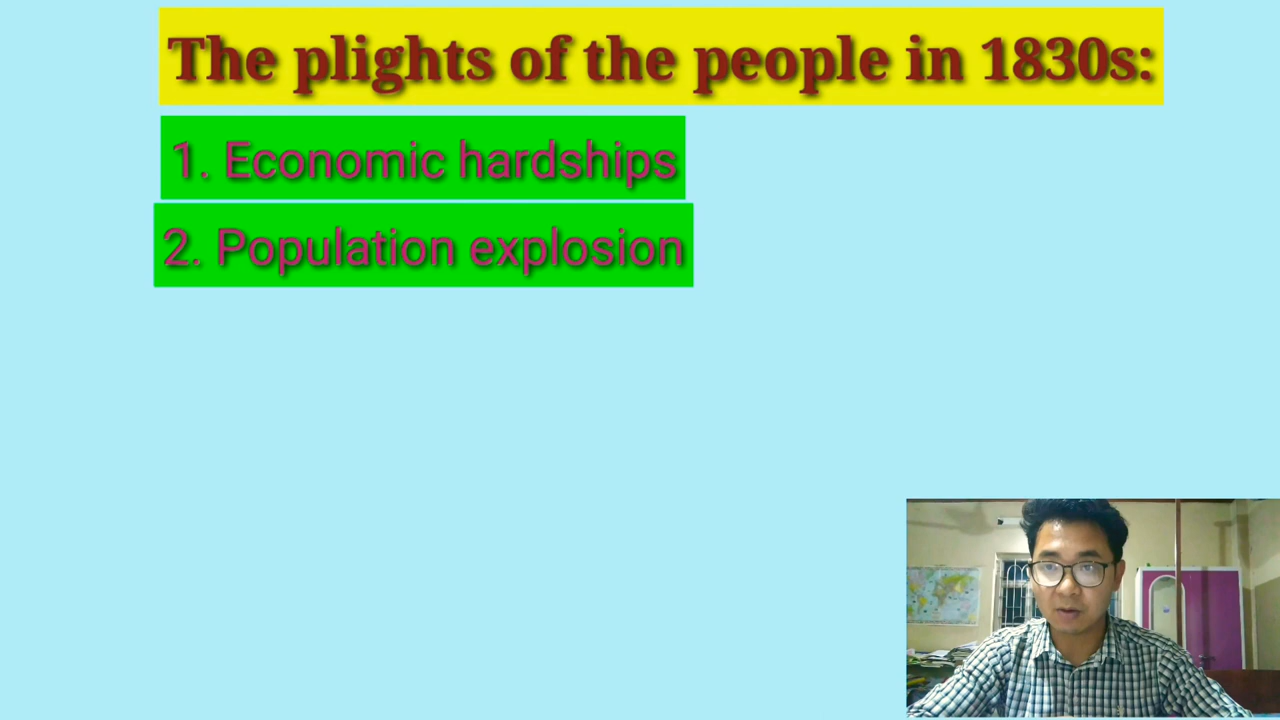 The plights of the people in 1830s:
1. Economic hardships
2. Population explosion